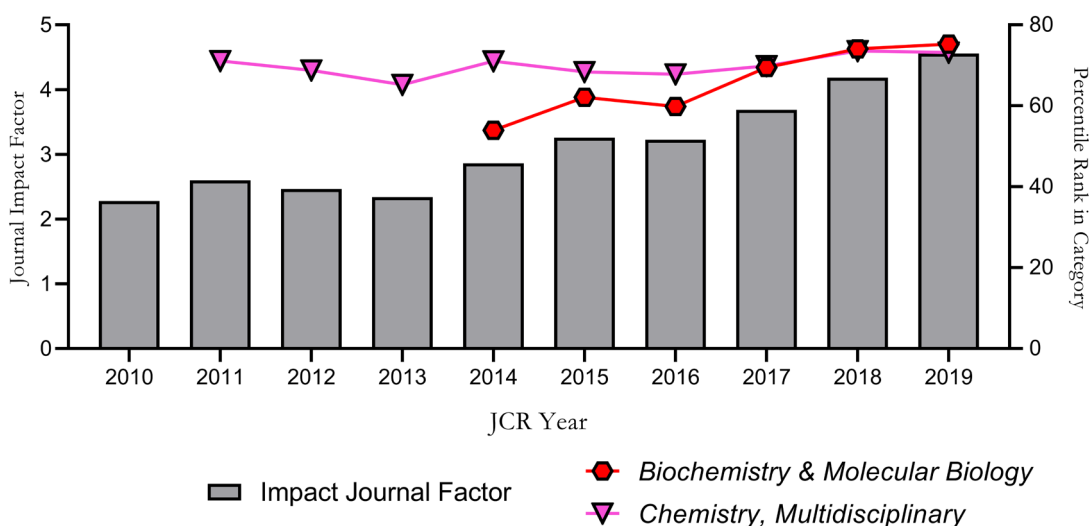 5
4
3
2
1
0
Journal Impact Factor
80
60
40
20
0
Percentile Rank in Category
2010 2011 2012 2013 2014 2015 2016 2017 2018 2019
JCR Year
Impact Journal Factor
Biochemistry & Molecular Biology
Chemistry, Multidisciplinary